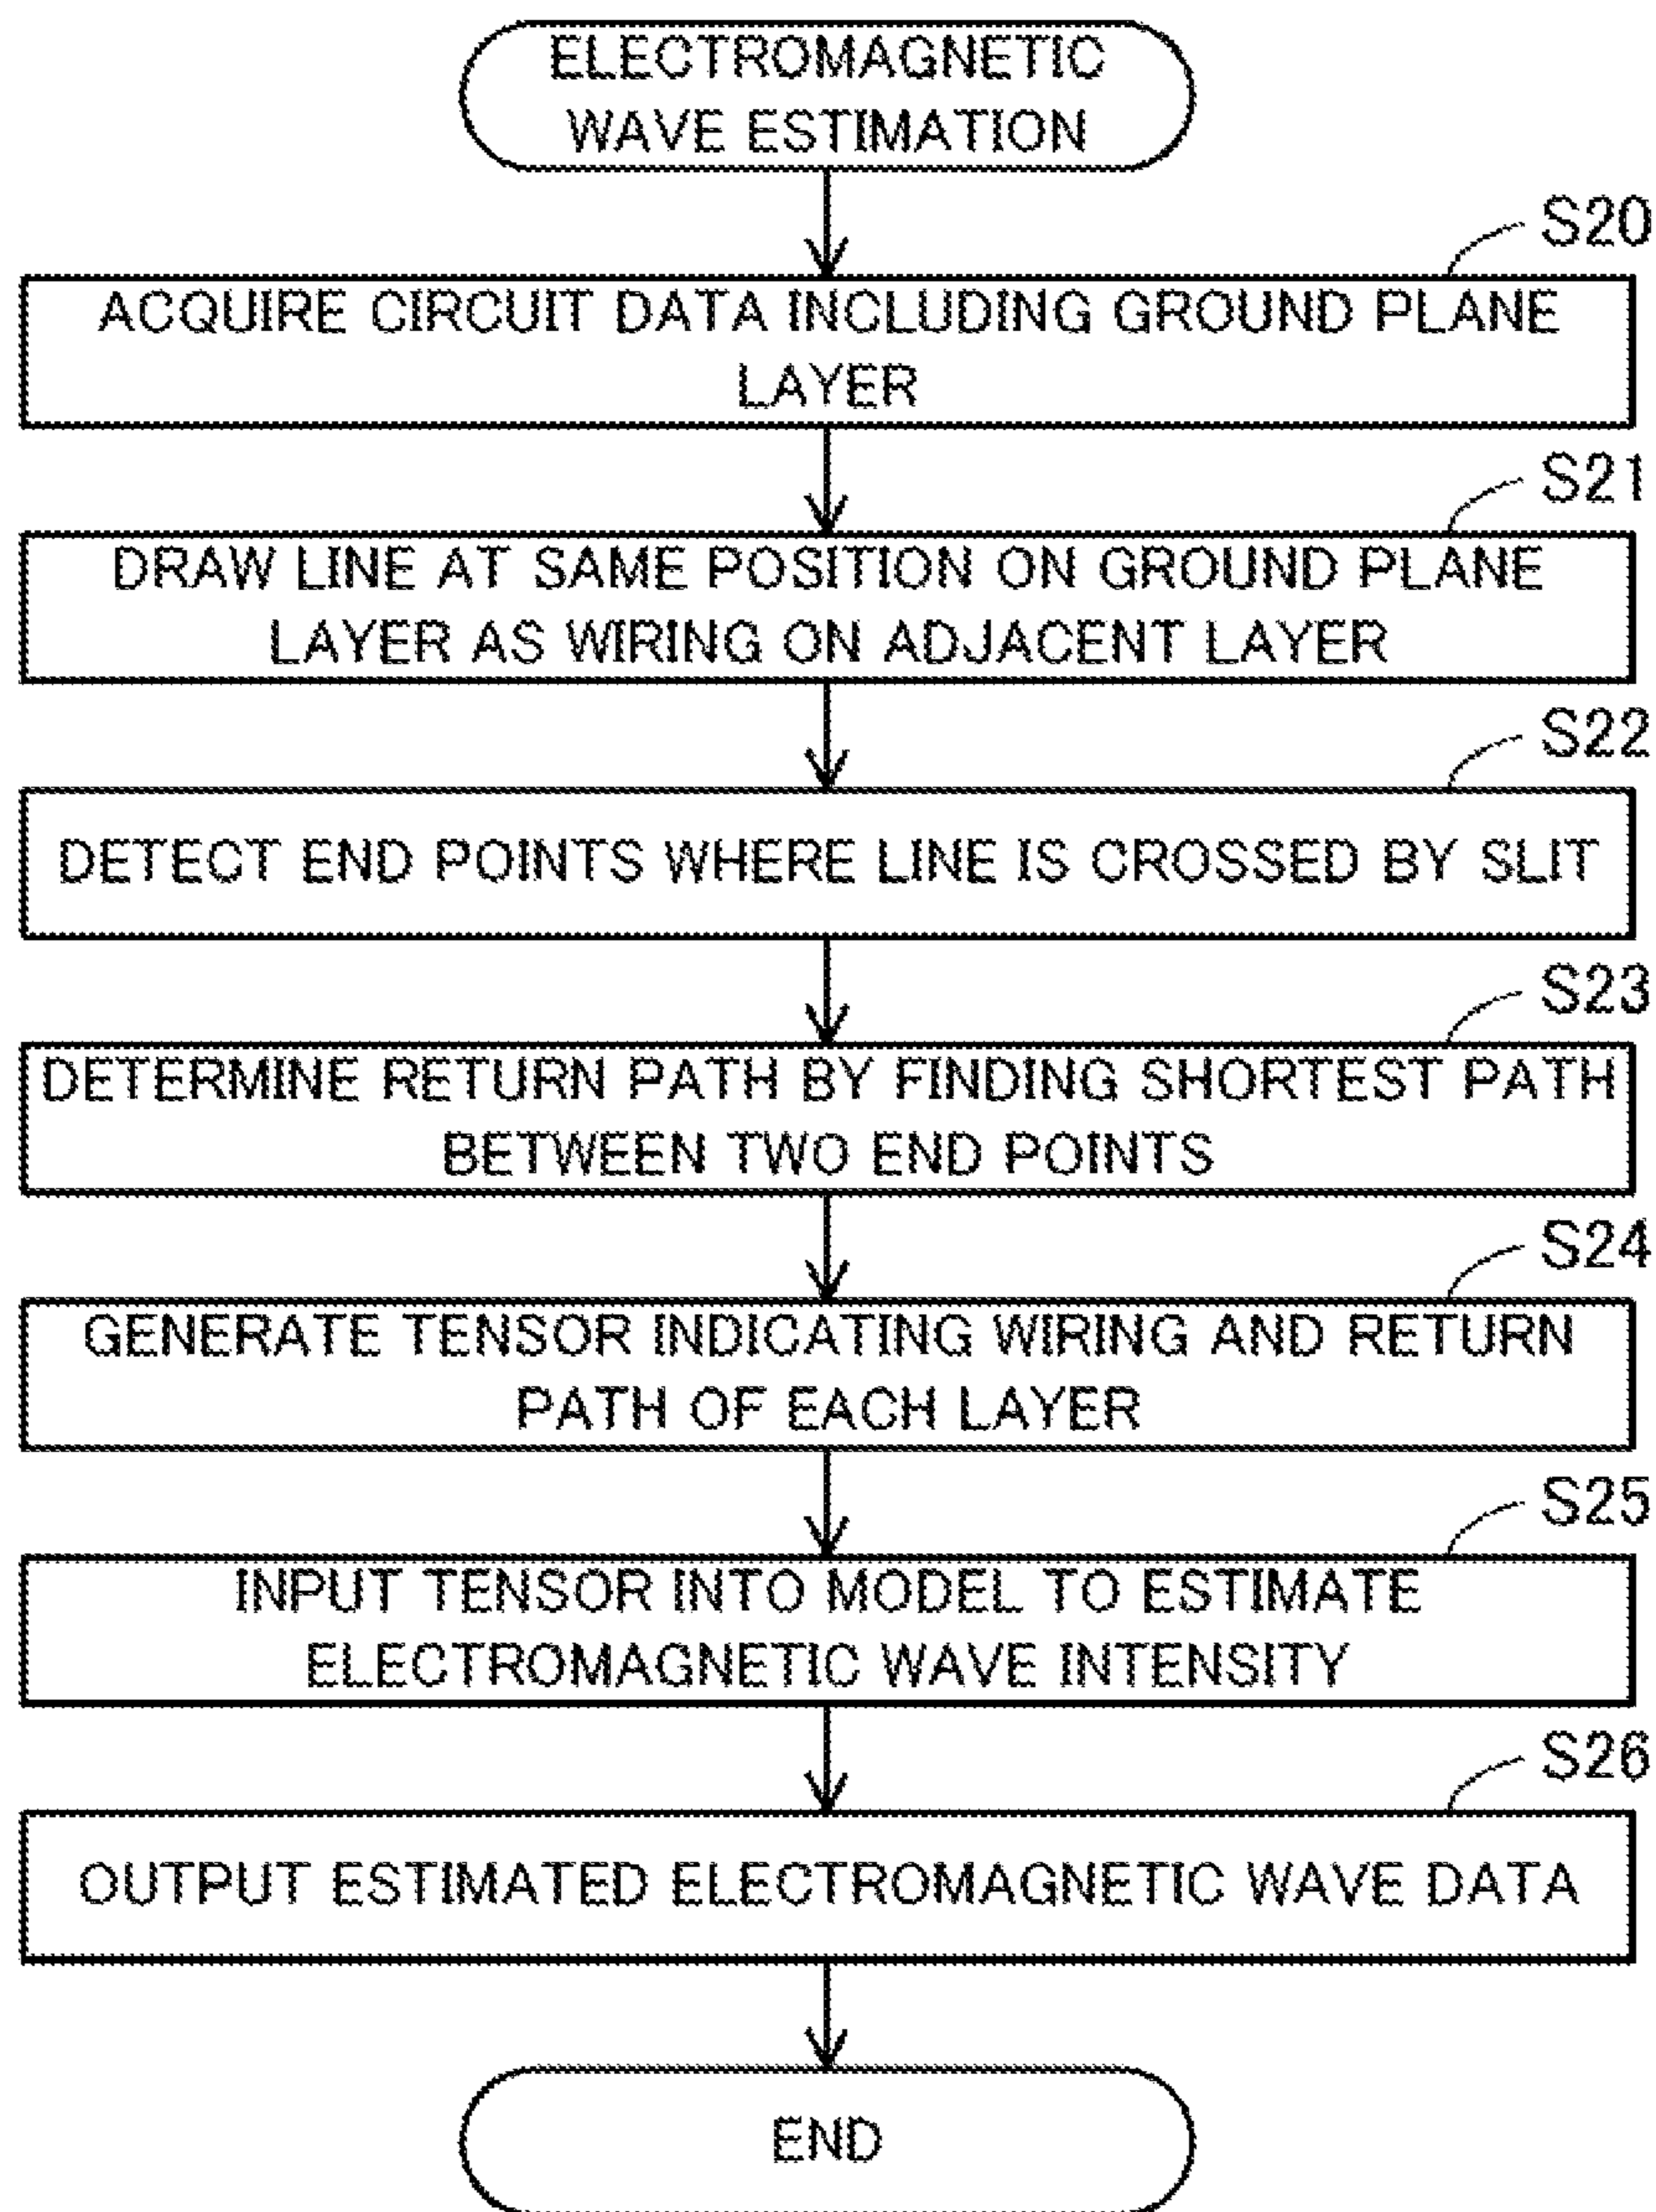 ELECTROMAGNETIC
WAVE ESTIMATION
S20
ACQUIRE CIRCUIT DATA INCLUDING GROUND PLANE
LAYER
S21
DRAW LINE AT SAME POSITION ON GROUND PLANE
LAYER AS WIRING ON ADJACENT LAYER
S22
DETECT END POINTS WHERE LINE IS CROSSED BY SLIT
S23
DETERMINE RETURN PATH BY FINDING SHORTEST PATH
BETWEEN TWO END POINTS
S24
GENERATE TENSOR INDICATING WIRING AND RETURN
PATH OF EACH LAYER
S25
INPUT TENSOR INTO MODEL TO ESTIMATE
ELECTROMAGNETIC WAVE INTENSITY
S26
OUTPUT ESTIMATED ELECTROMAGNETIC WAVE DATA
END